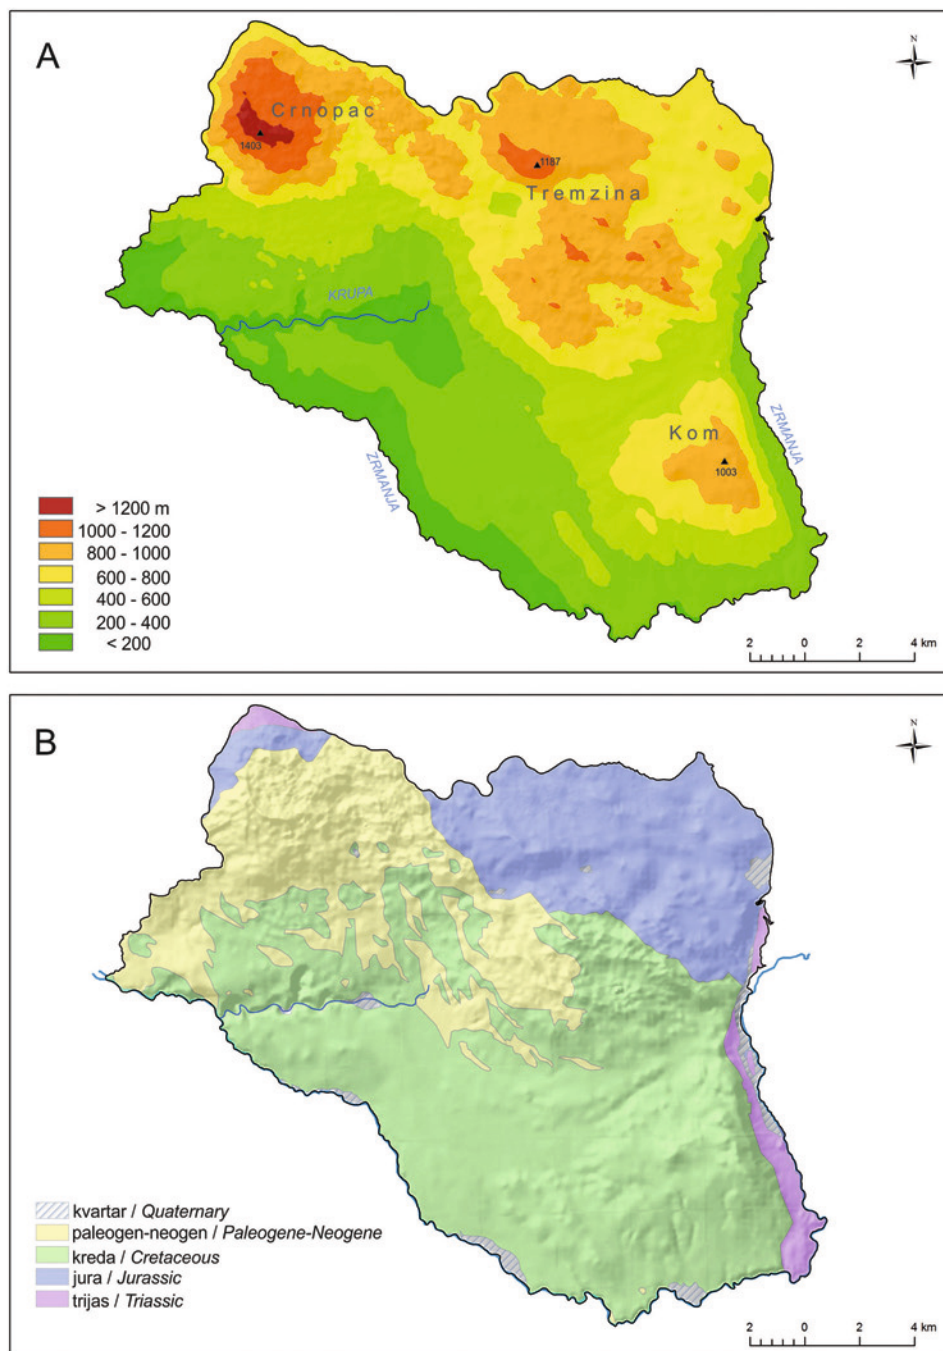 A
N
Crnopac
1403
1187
Tremzina
KRUPA
ZRMANJA
Kom
1003
ZRMANJA
> 1200 m
1000 - 1200
800 - 1000
600 - 800
400 - 600
200 - 400
< 200
2 0 2 4 km
B
N
kvartar / Quaternary
paleogen-neogen / Paleogene-Neogene
kreda / Cretaceous
jura / Jurassic
trijas / Triassic
2 0 2 4 km